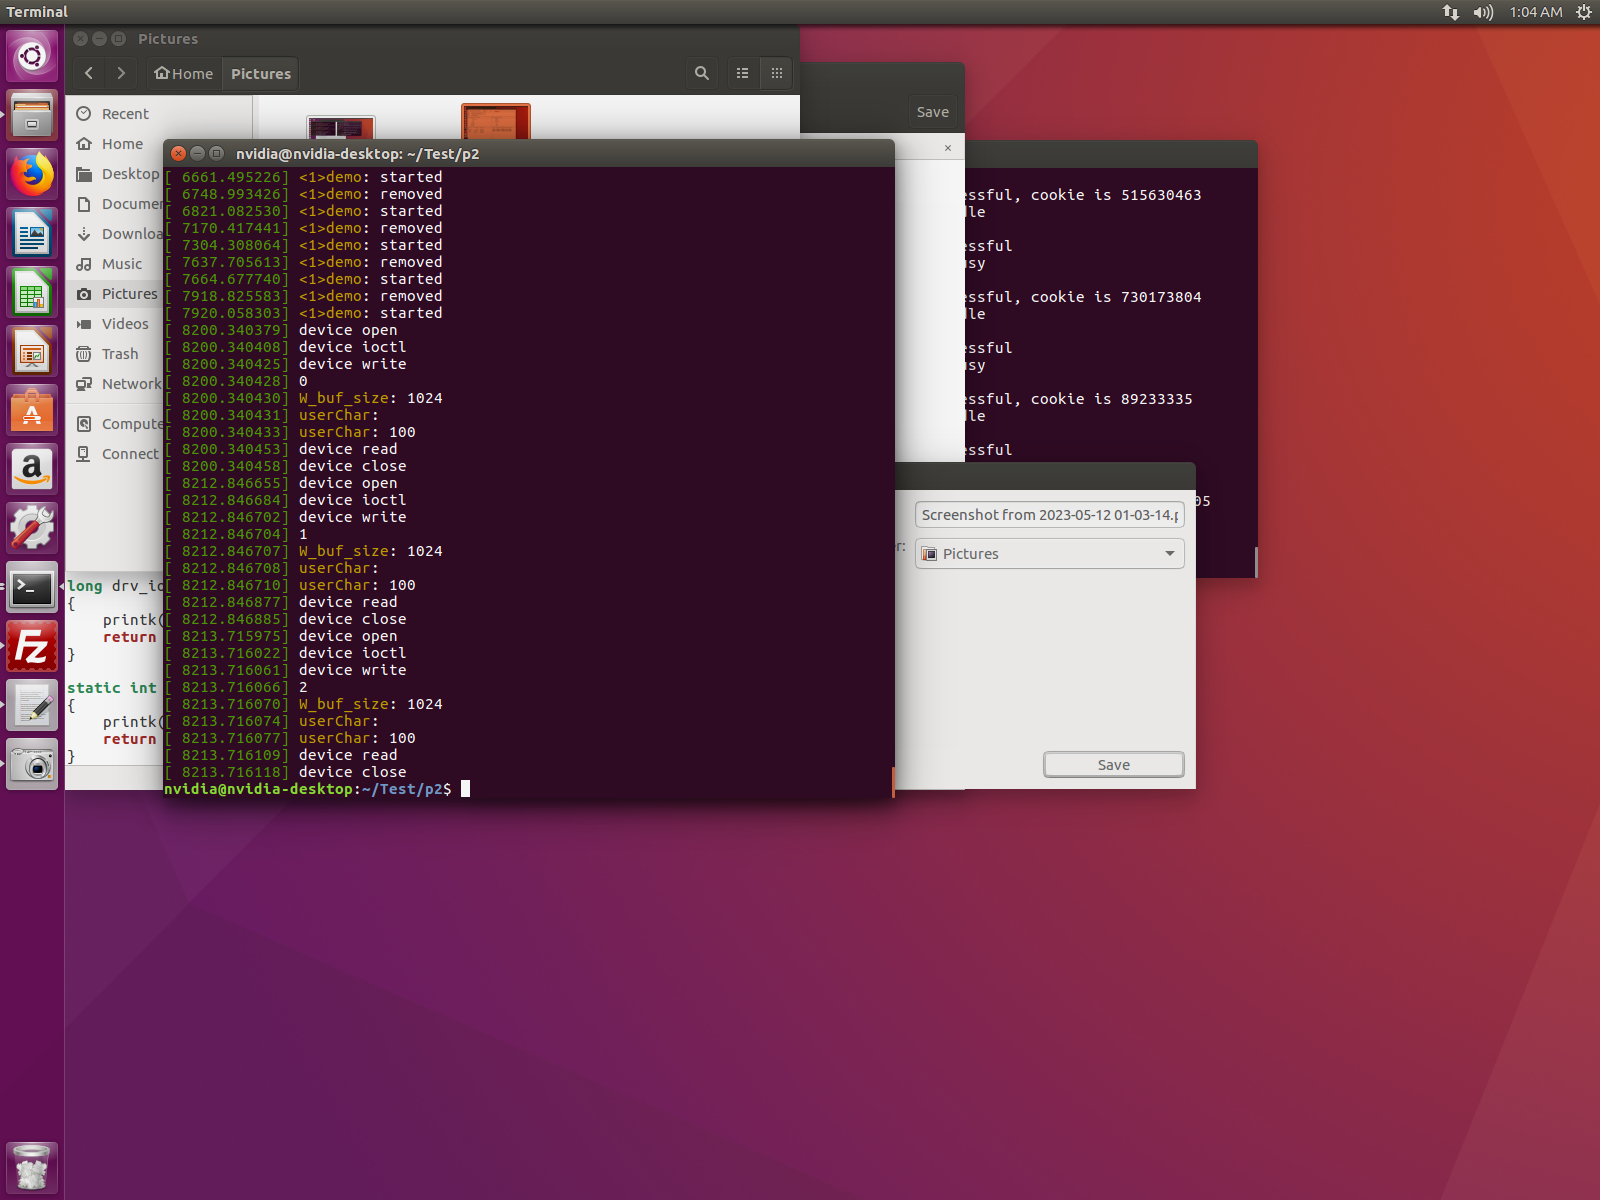 Terminal
1:04 AM
Pictures
Home
Pictures
Save
Recent
Home
Desktop
Music
Pictures
Videos
Trash
Network
Connect
long
{
printk(
return
}
static int
{
printk(
return
}
nvidia@nvidia-desktop: ~/Test/p2
[ 6661.495226] <1>demo: started
[ 6748.993426] <1>demo: removed
[ 6821.082530] <1>demo: started
[ 7170.417441] <1>demo: removed
[ 7304.308064] <1>demo: started
[ 7637.705613] <1>demo: removed
[ 7664.677740] <1>demo: started
[ 7918.825583] <1>demo: removed
[ 7920.058303] <1>demo: started
[ 8200.340379] device open
[ 8200.340408] device ioctl
[ 8200.340425] device write
[ 8200.340428] 0
[ 8200.340430] W_buf_size: 1024
[ 8200.340431] userChar:
[ 8200.340433] userChar: 100
[ 8200.340453] device read
[ 8200.340458] device close
[ 8212.846655] device open
[ 8212.846684] device ioctl
[ 8212.846702] device write
[ 8212.846704] 1
[ 8212.846707] W_buf_size: 1024
[ 8212.846708] userChar:
[ 8212.846710] userChar: 100
[ 8212.846877] device read
[ 8212.846885] device close
[ 8213.715975] device open
[ 8213.716022] device ioctl
[ 8213.716061] device write
[ 8213.716066] 2
[ 8213.716070] W_buf_size: 1024
[ 8213.716074] userChar:
[ 8213.716077] userChar: 100
[ 8213.716109] device read
[ 8213.716118] device close
nvidia@nvidia-desktop:~/Test/p2$
essful, cookie is 515630463
essful
essful, cookie is 730173804
essful
essful, cookie is 89233335
essful
05
Screenshot from 2023-05-12 01-03-14.p
Pictures
Save